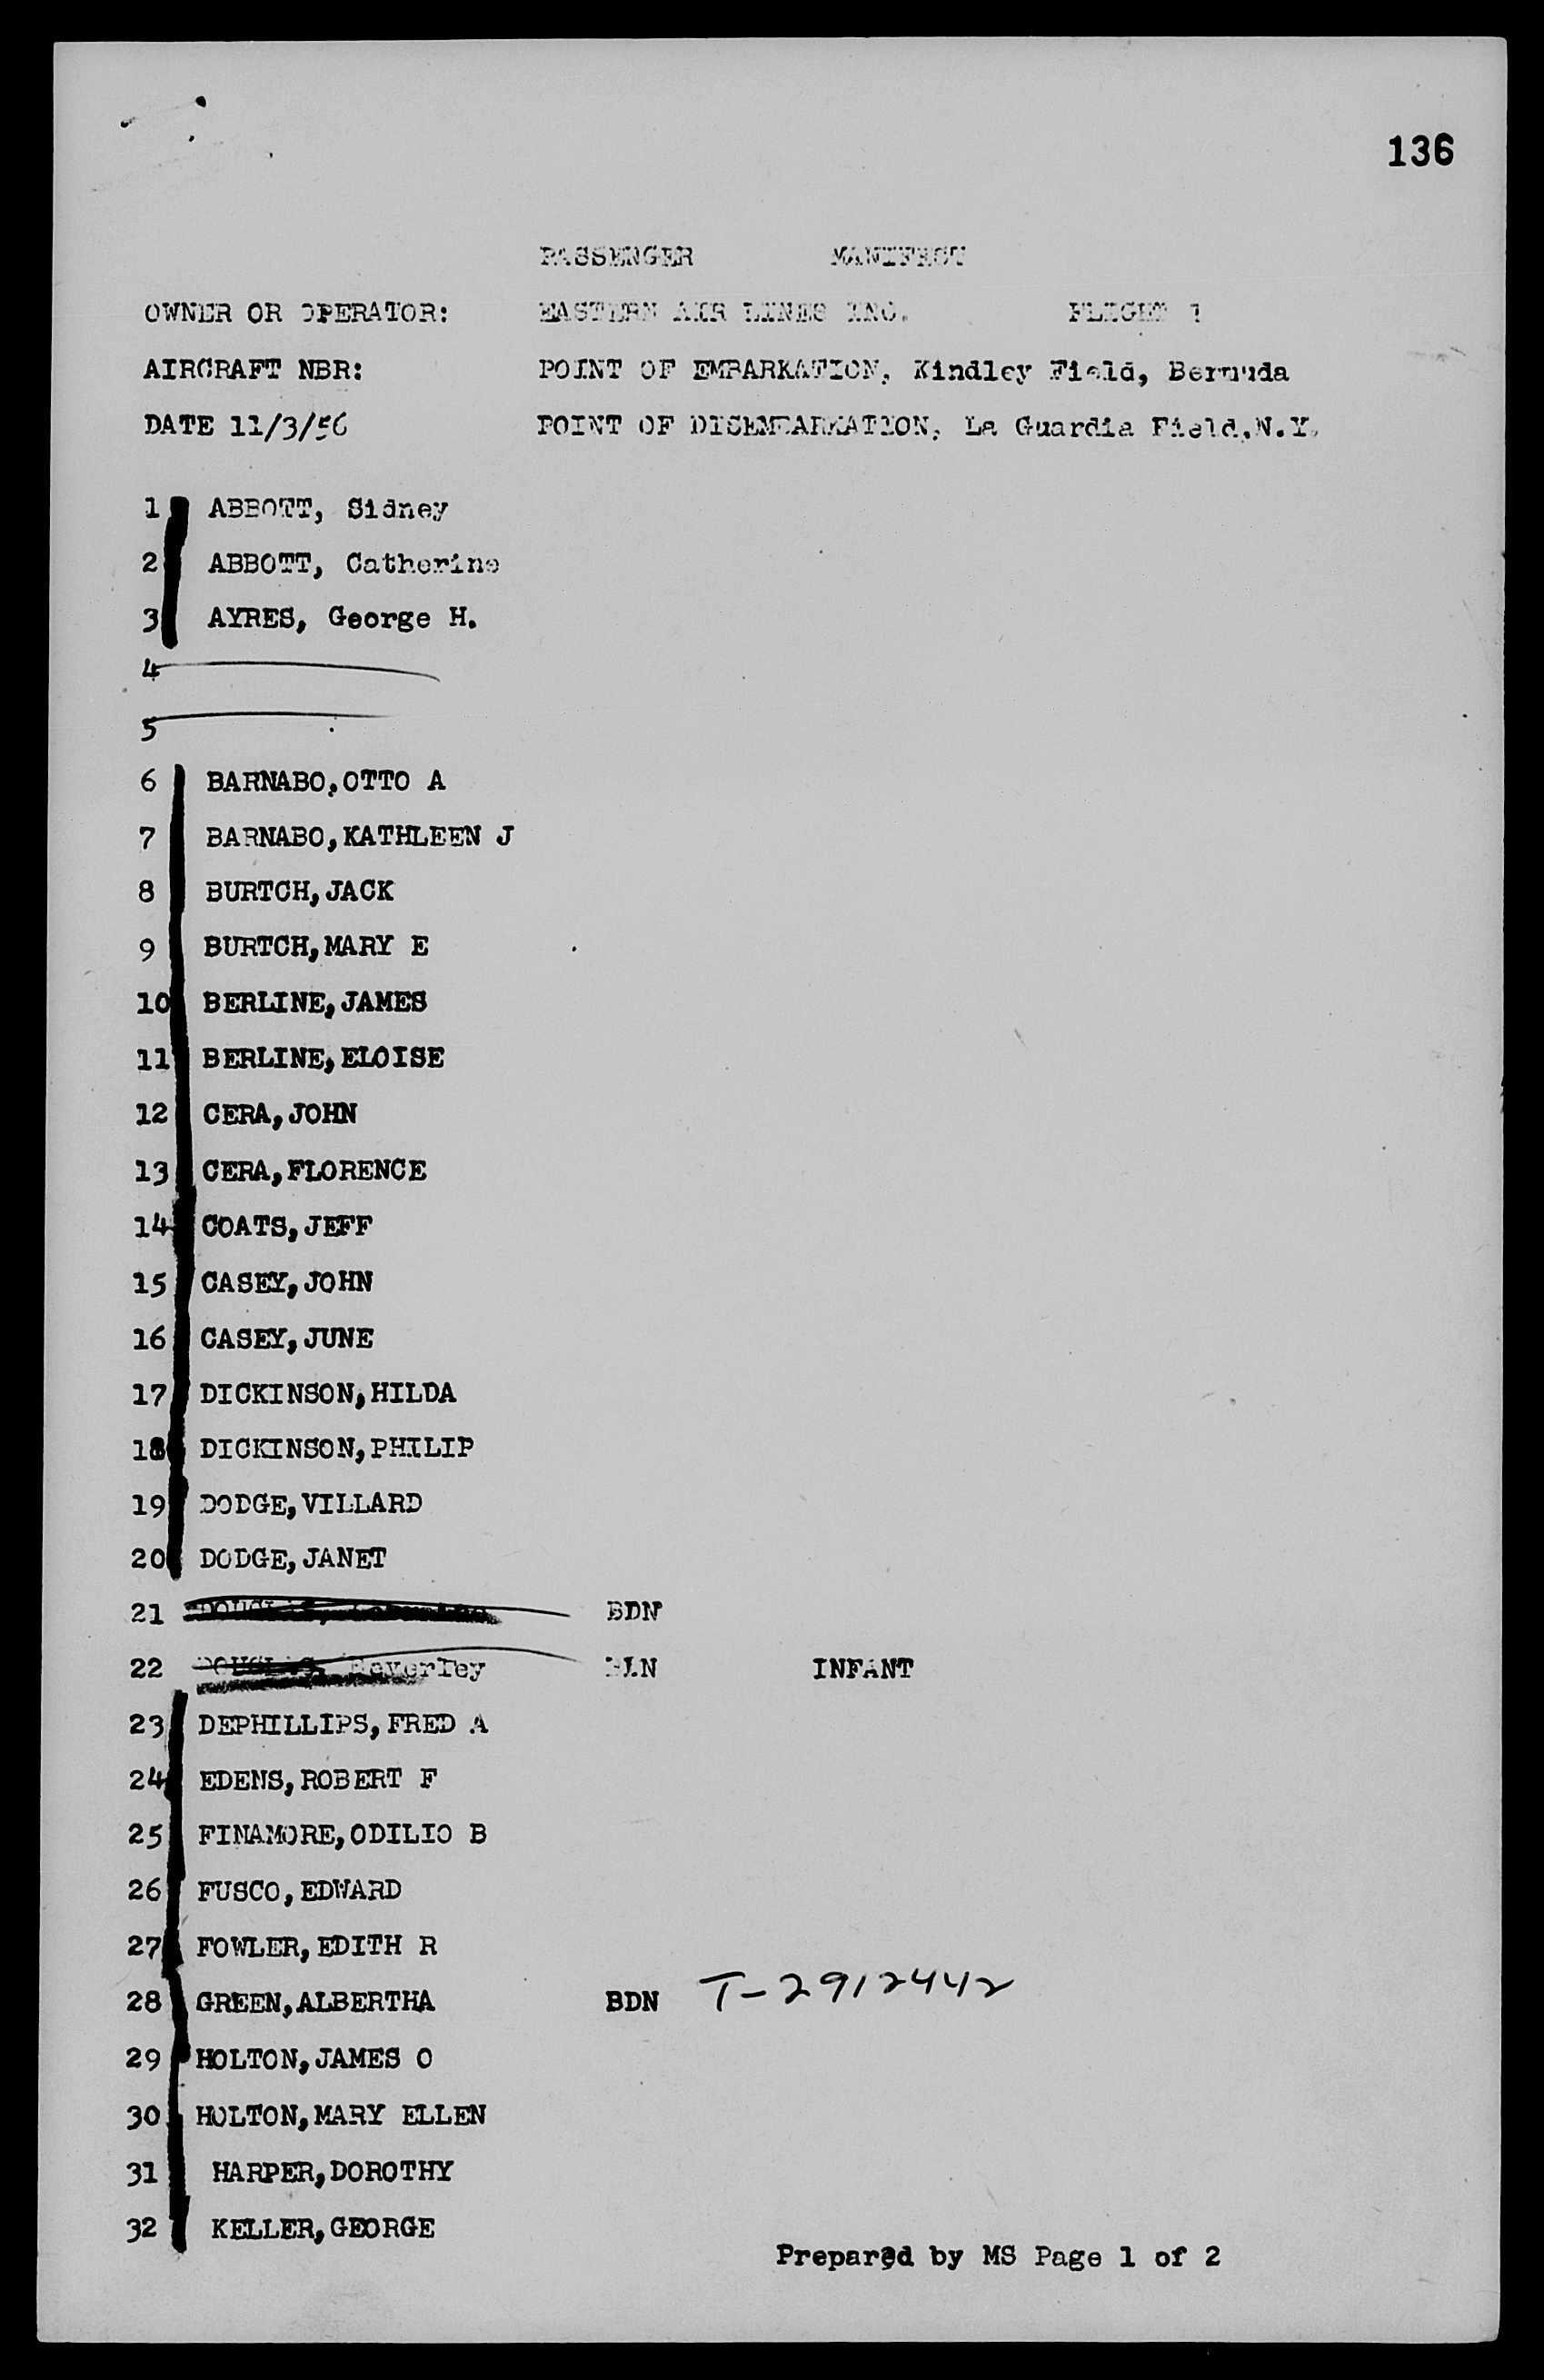 136
PASSENGER MANIFEST
OWNER OR OPERATOR: EASTERN AIR LINES INC. FLIGHT 1
AIRCRAFT NBR: POINT OF EMBARKATION, Kindley Field, Bermuda
DATE 11/3/56 POINT OF DISEMBARKATION, La Guardia Field,N.Y.
1 ABBOTT, Sidney
2 ABBOTT, Catherine
3 AYRES, George H.
4
5
6 BARNABO,OTTO A
7 BARNABO,KATHLEEN J
8 BURTCH,JACK
9 BURTCH,MARY E
10 BERLINE,JAMES
11 BERLINE,ELOISE
12 CERA,JOHN
13 CERA,FLORENCE
14 COATS,JEFF
15 CASEY,JOHN
16 CASEY,JUNE
17 DICKINSON,HILDA
18 DICKINSON,PHILIP
19 DODGE,VILLARD
20 DODGE,JANET
21 DOUGLAS, BDN
22 DOUGLAS, Beverley INFANT
23 DEPHILLIPS,FRED A
24 EDENS,ROBERT F
25 FINAMORE,ODILIO B
26 FUSCO,EDWARD
27 FOWLER,EDITH R
28 GREEN,ALBERTHA BDN T-2912442
29 HOLTON,JAMES O
30 HOLTON,MARY ELLEN
31 HARPER,DOROTHY
32 KELLER,GEORGE
Prepared by MS Page 1 of 2